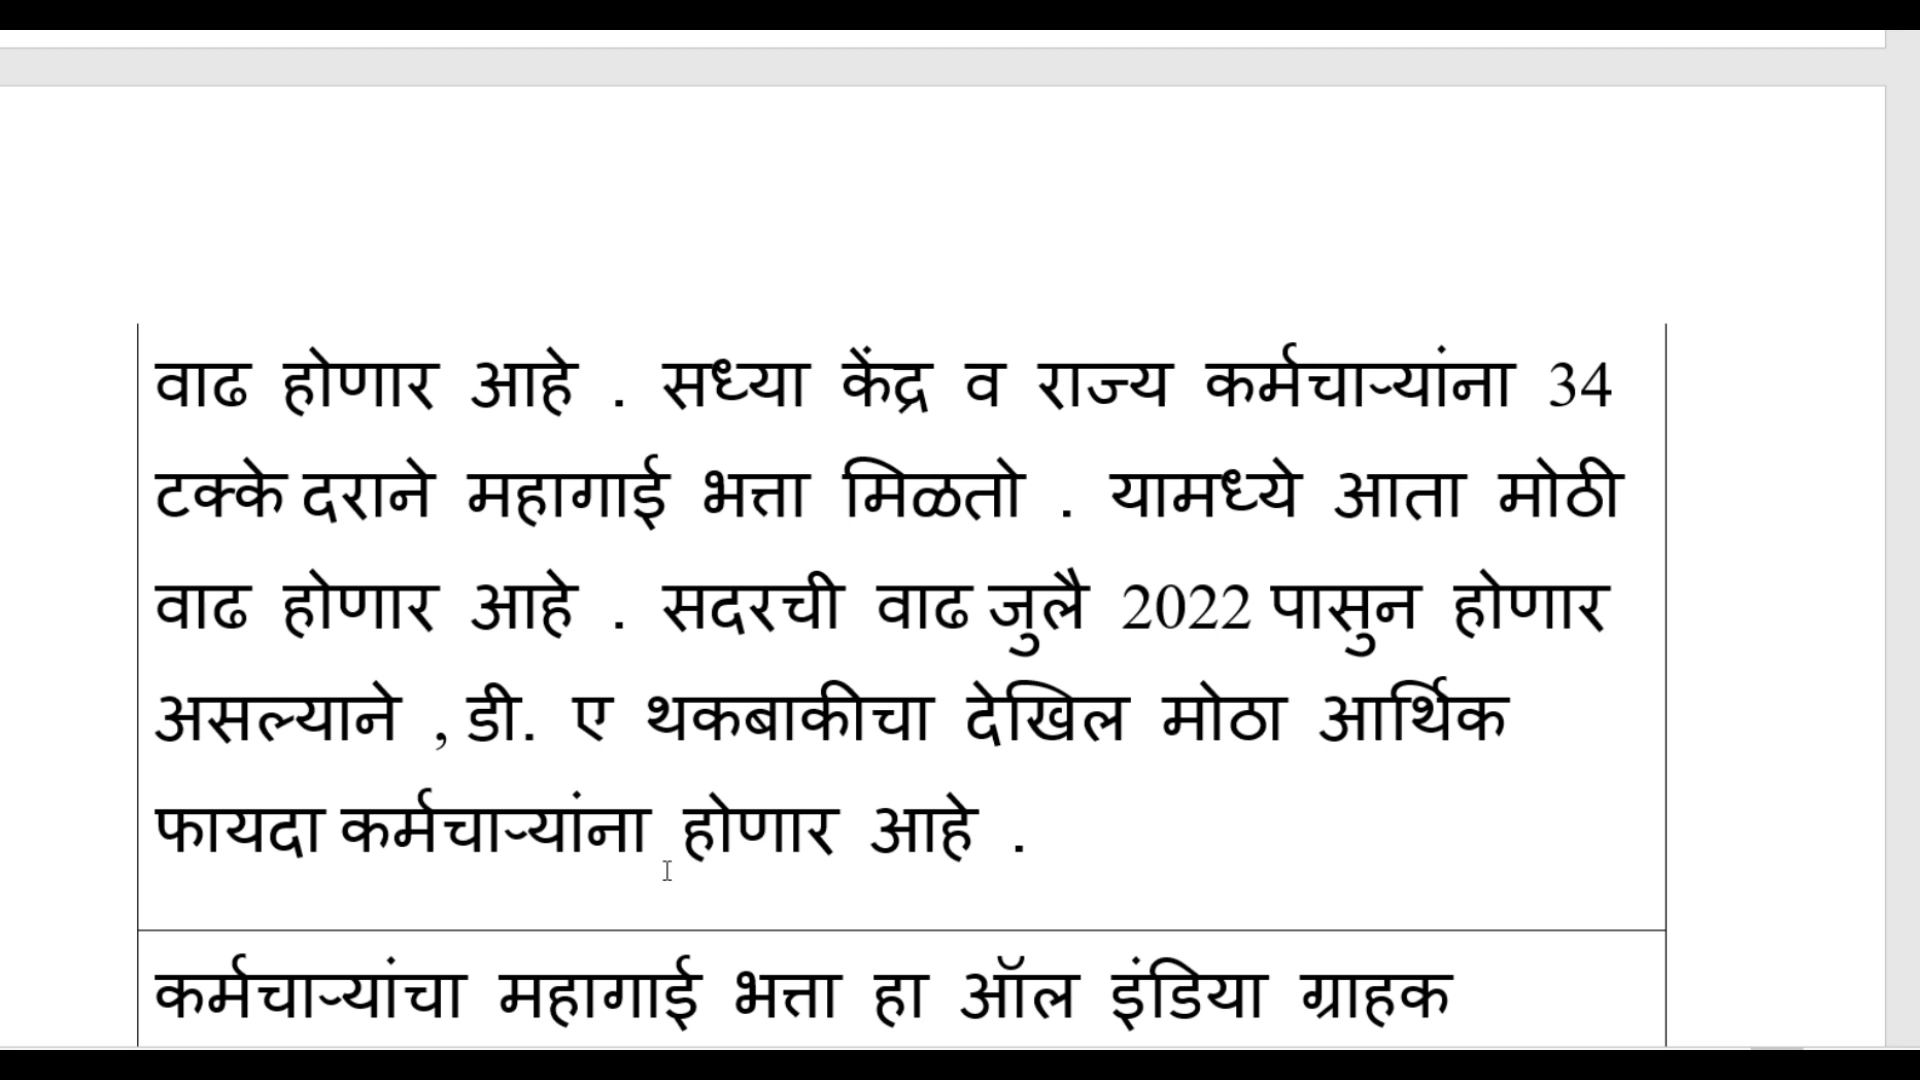 वाढ होणार आहे . सध्या केंद्र व राज्य कर्मचाऱ्यांना 34
टक्के दराने महागाई भत्ता मिळतो . यामध्ये आता मोठी
वाढ होणार आहे . सदरची वाढ जुलै 2022 पासुन होणार
असल्याने , डी. ए थकबाकीचा देखिल मोठा आर्थिक
फायदा कर्मचाऱ्यांना होणार आहे .
कर्मचाऱ्यांचा महागाई भत्ता हा ऑल इंडिया ग्राहक